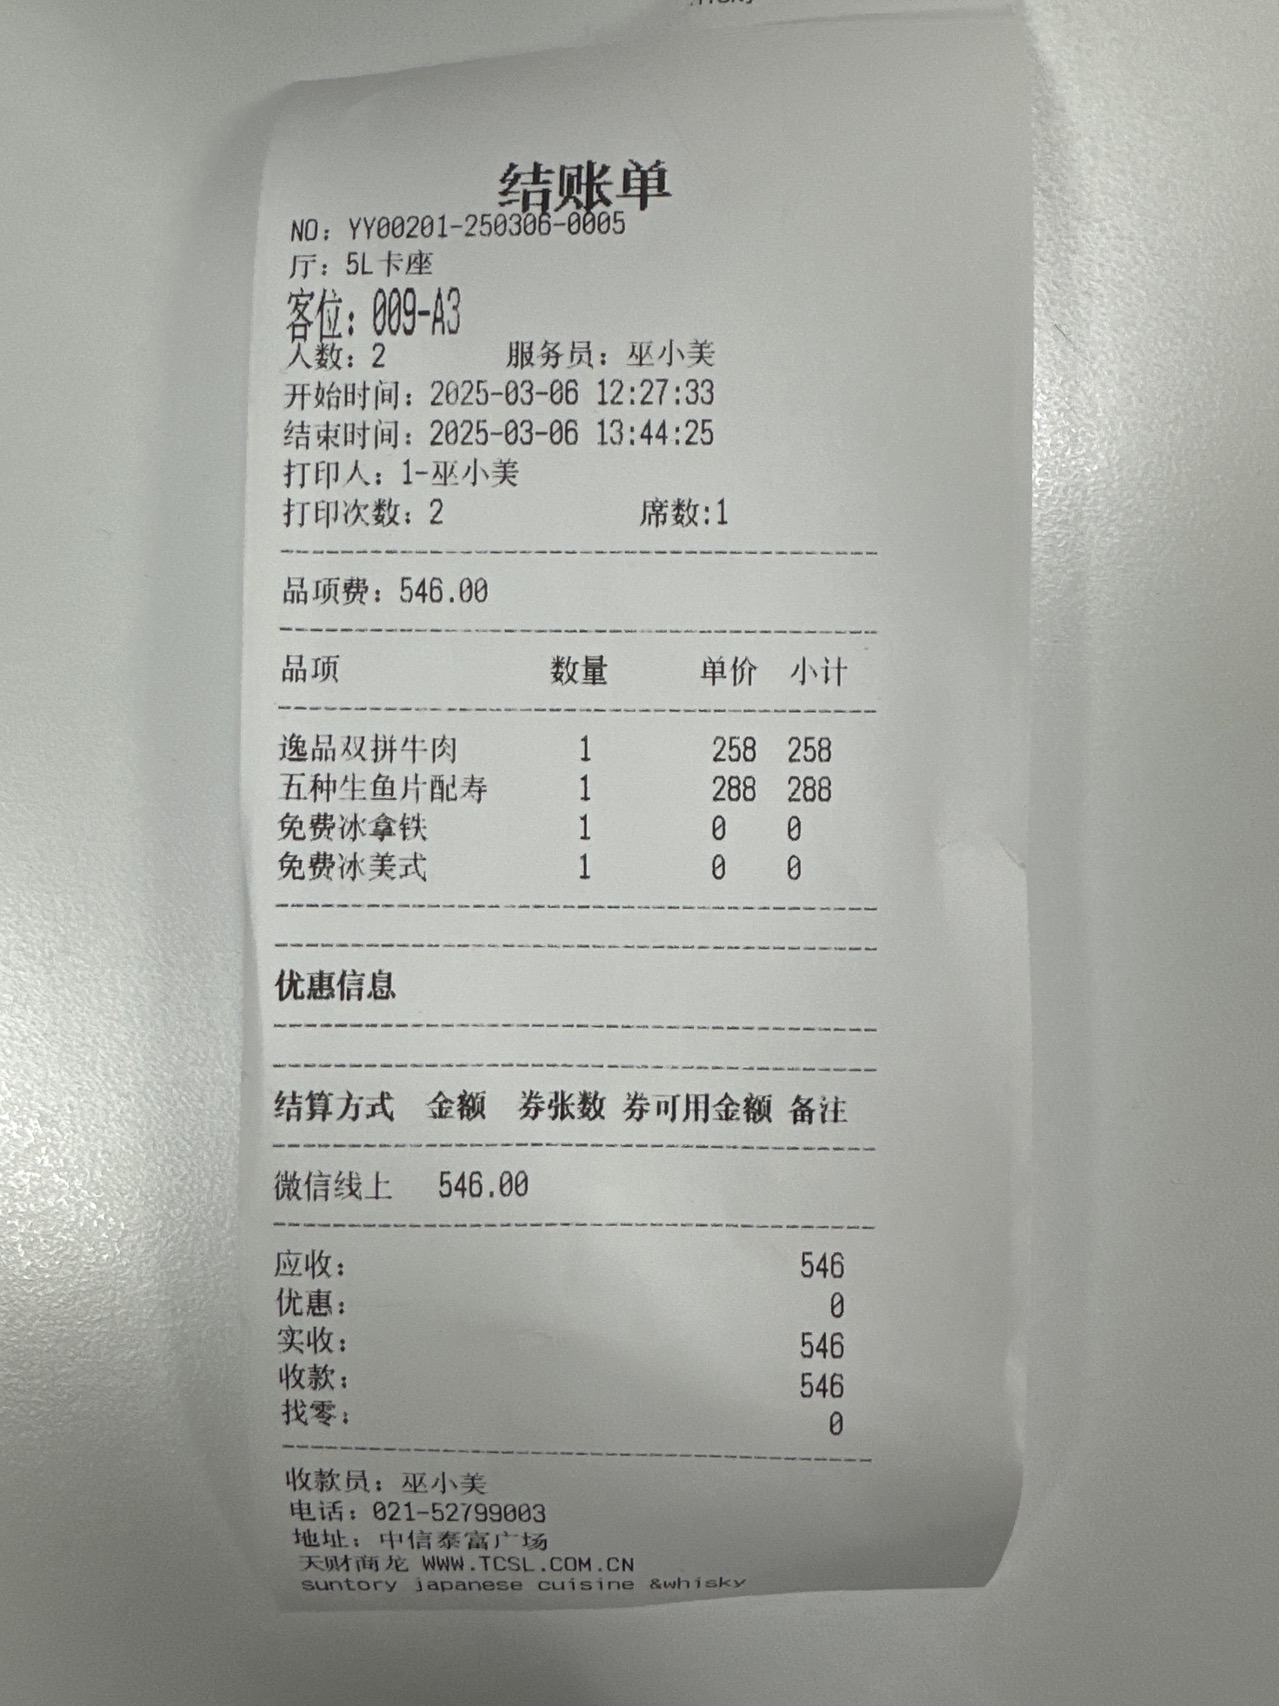 结账单
NO: YY00201-250306-0005
厅: 5L卡座
客位: 009-A3
人数: 2 服务员: 巫小美
开始时间: 2025-03-06 12:27:33
结束时间: 2025-03-06 13:44:25
打印人: 1-巫小美
打印次数: 2 席数:1
品项费: 546.00
品项 数量 单价 小计
逸品双拼牛肉 1 258 258
五种生鱼片配寿 1 288 288
免费冰拿铁 1 0 0
免费冰美式 1 0 0
优惠信息
结算方式 金额 券张数 券可用金额 备注
微信线上 546.00
应收: 546
优惠: 0
实收: 546
收款: 546
找零: 0
收款员: 巫小美
电话: 021-52799003
地址: 中信泰富广场
天财商龙 WWW.TCSL.COM.CN
suntory japanese cuisine &whisky